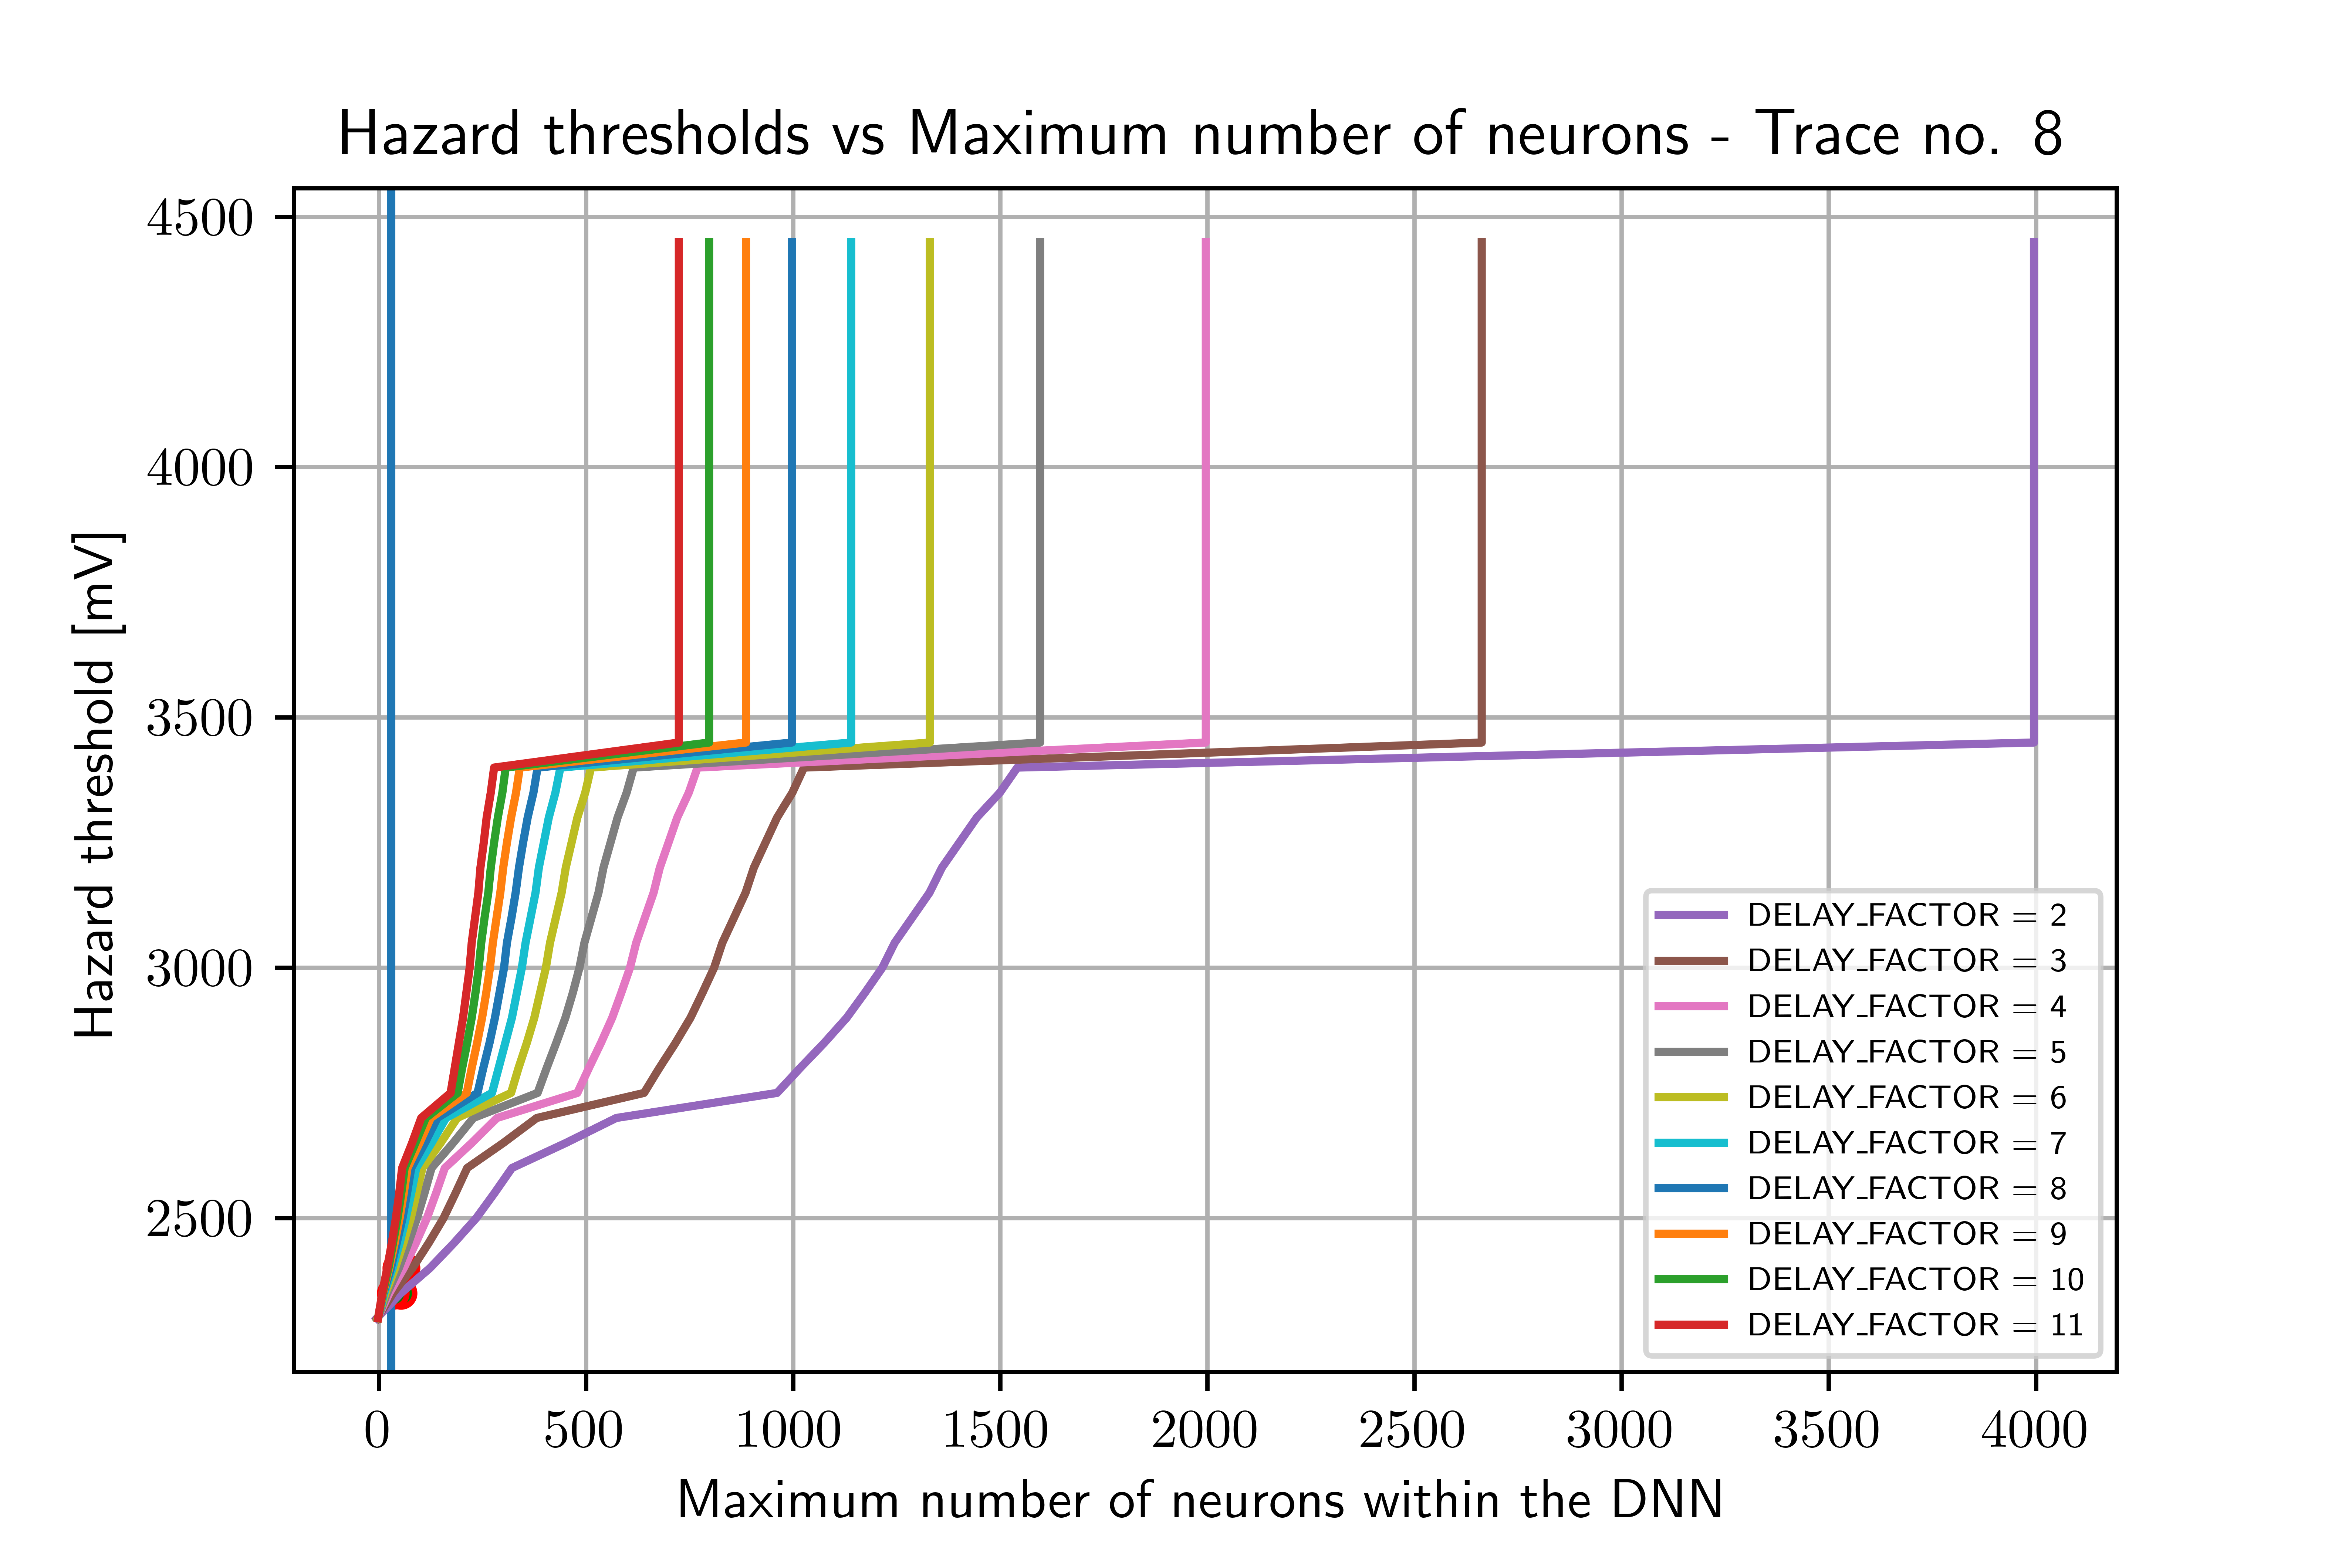 Hazard thresholds vs Maximum number of neurons - Trace no. 8
4500
4000
3500
3000
2500
Hazard threshold [mV]
DELAY_FACTOR = 2
DELAY_FACTOR = 3
DELAY_FACTOR = 4
DELAY_FACTOR = 5
DELAY_FACTOR = 6
DELAY_FACTOR = 7
DELAY_FACTOR = 8
DELAY_FACTOR = 9
DELAY_FACTOR = 10
DELAY_FACTOR = 11
0 500 1000 1500 2000 2500 3000 3500 4000
Maximum number of neurons within the DNN